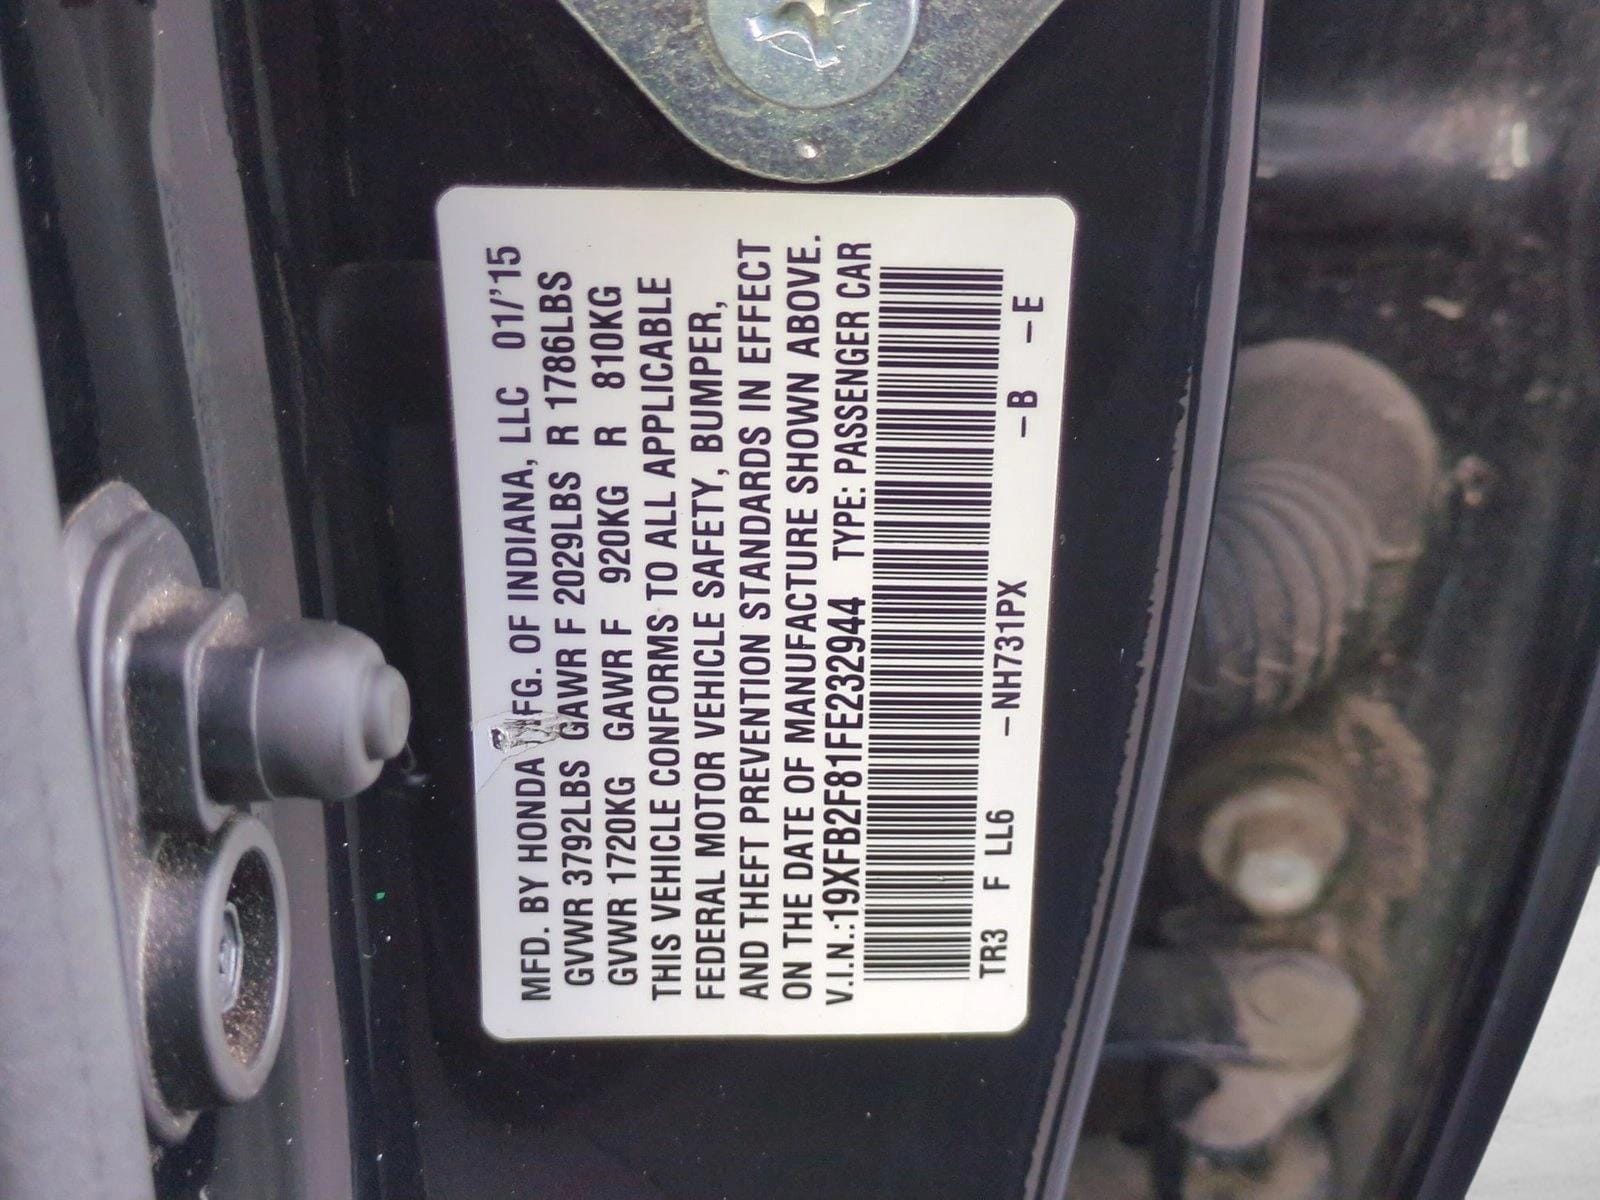 MFD. BY HONDA FG. OF INDIANA, LLC 01/'15
GVWR 3792LBS GAWR F 2029LBS R 1786LBS
GVWR 1720KG GAWR F 920KG R 810KG
THIS VEHICLE CONFORMS TO ALL APPLICABLE
FEDERAL MOTOR VEHICLE SAFETY, BUMPER,
AND THEFT PREVENTION STANDARDS IN EFFECT
ON THE DATE OF MANUFACTURE SHOWN ABOVE.
V.I.N.:19XFB2F81FE232944 TYPE: PASSENGER CAR
TR3 F LL6 –NH731PX –B –E